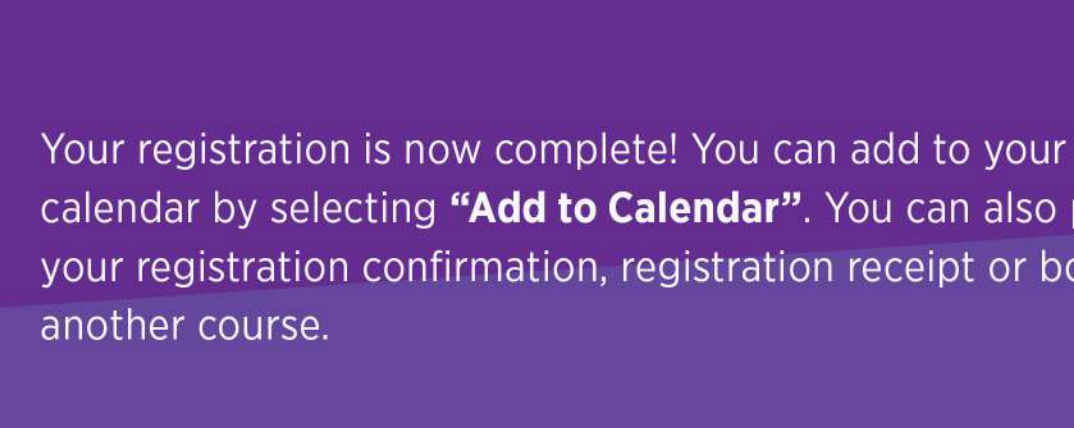 Your registration is now complete! You can add to your
calendar by selecting “Add to Calendar”. You can also
your registration confirmation, registration receipt or
another course.